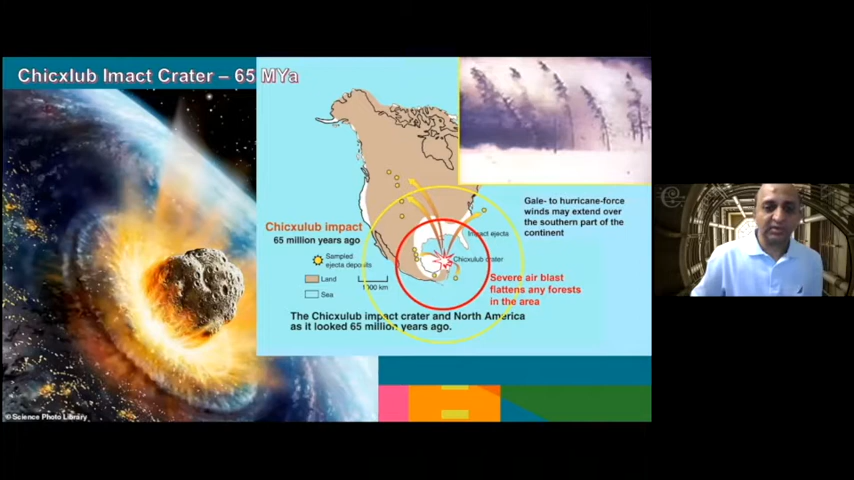 Chicxlub Imact Crater – 65 MYa
Chicxulub impact
65 million years ago
Sampled
ejecta deposits
Land
1000 km
Sea
Impact ejecta
Chicxulub crater
Gale- to hurricane-force
winds may extend over
the southern part of the
continent
Severe air blast
flattens any forests
in the area
The Chicxulub impact crater and North America
as it looked 65 million years ago.
© Science Photo Library